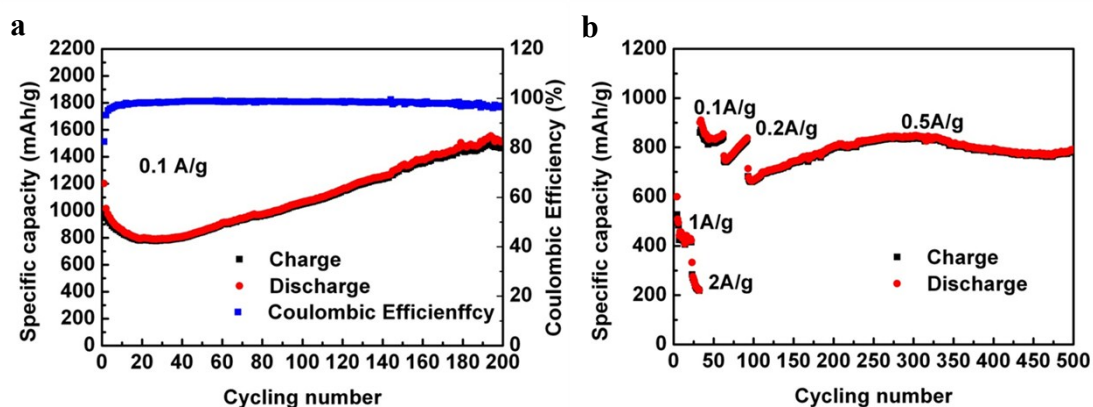 a
2200
2000
1800
1600
1400
1200
1000
800
600
400
200
0
Specific capacity (mAh/g)
0.1 A/g
Charge
Discharge
Coulombic Efficienffcy
120
100
80
60
40
20
0
Coulombic Efficiency (%)
0 20 40 60 80 100 120 140 160 180 200
Cycling number
b
1200
1000
800
600
400
200
0
Specific capacity (mAh/g)
0.1A/g
0.2A/g
0.5A/g
1A/g
2A/g
Charge
Discharge
0 50 100 150 200 250 300 350 400 450 500
Cycling number